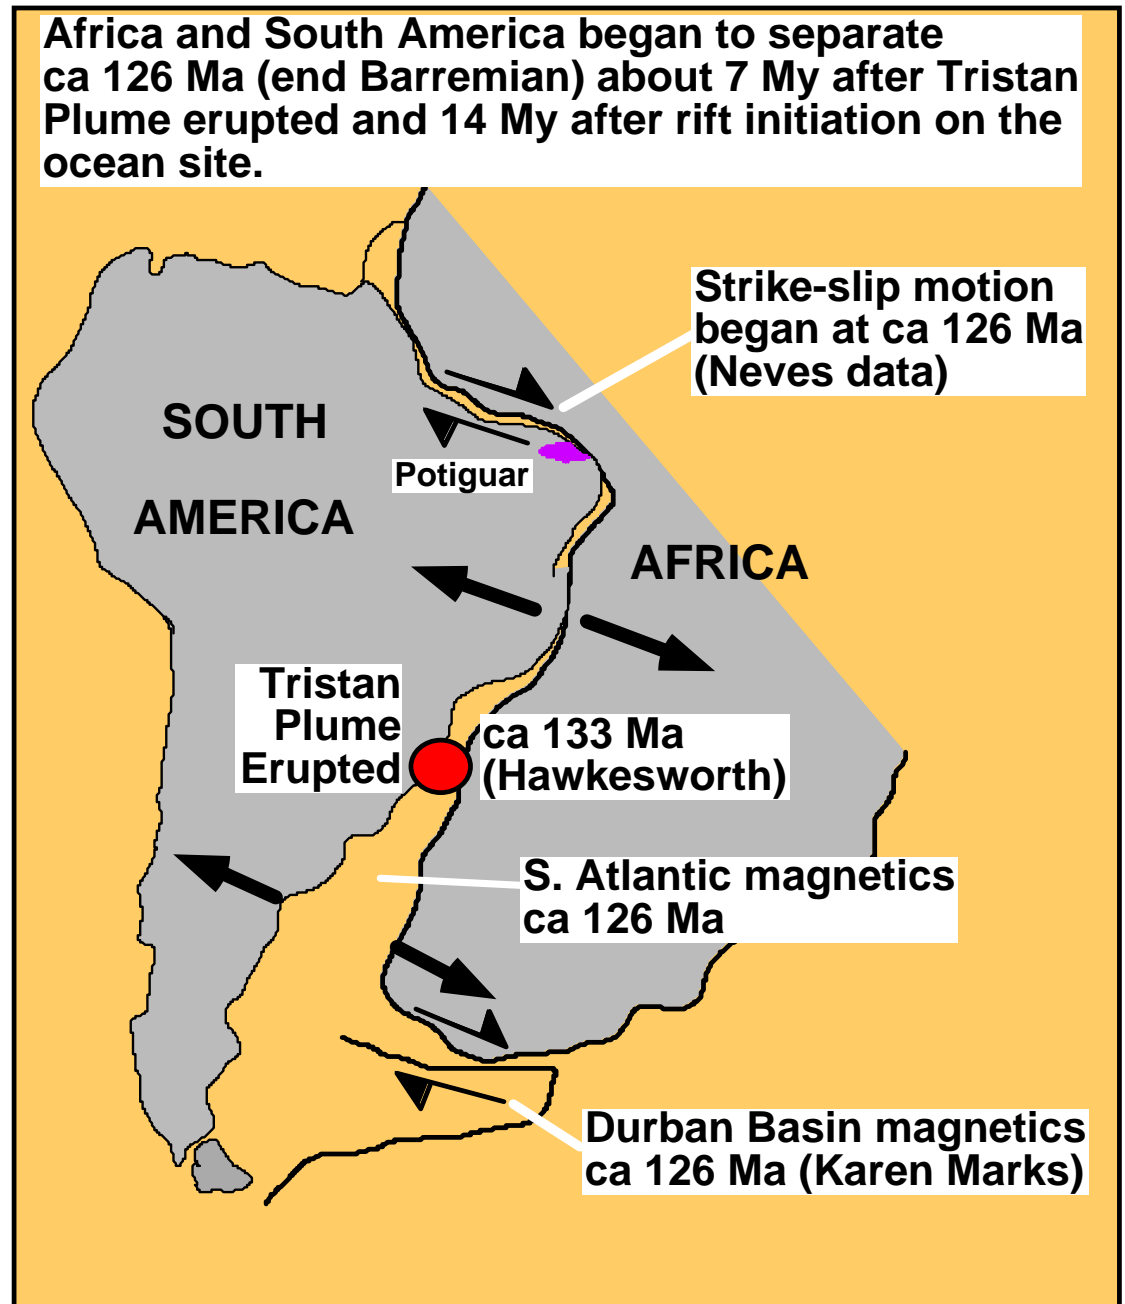 Africa and South America began to separate
ca 126 Ma (end Barremian) about 7 My after Tristan
Plume erupted and 14 My after rift initiation on the
ocean site.
Strike-slip motion
began at ca 126 Ma
(Neves data)
SOUTH
AMERICA
Potiguar
AFRICA
Tristan
Plume
Erupted
ca 133 Ma
(Hawkesworth)
S. Atlantic magnetics
ca 126 Ma
Durban Basin magnetics
ca 126 Ma (Karen Marks)